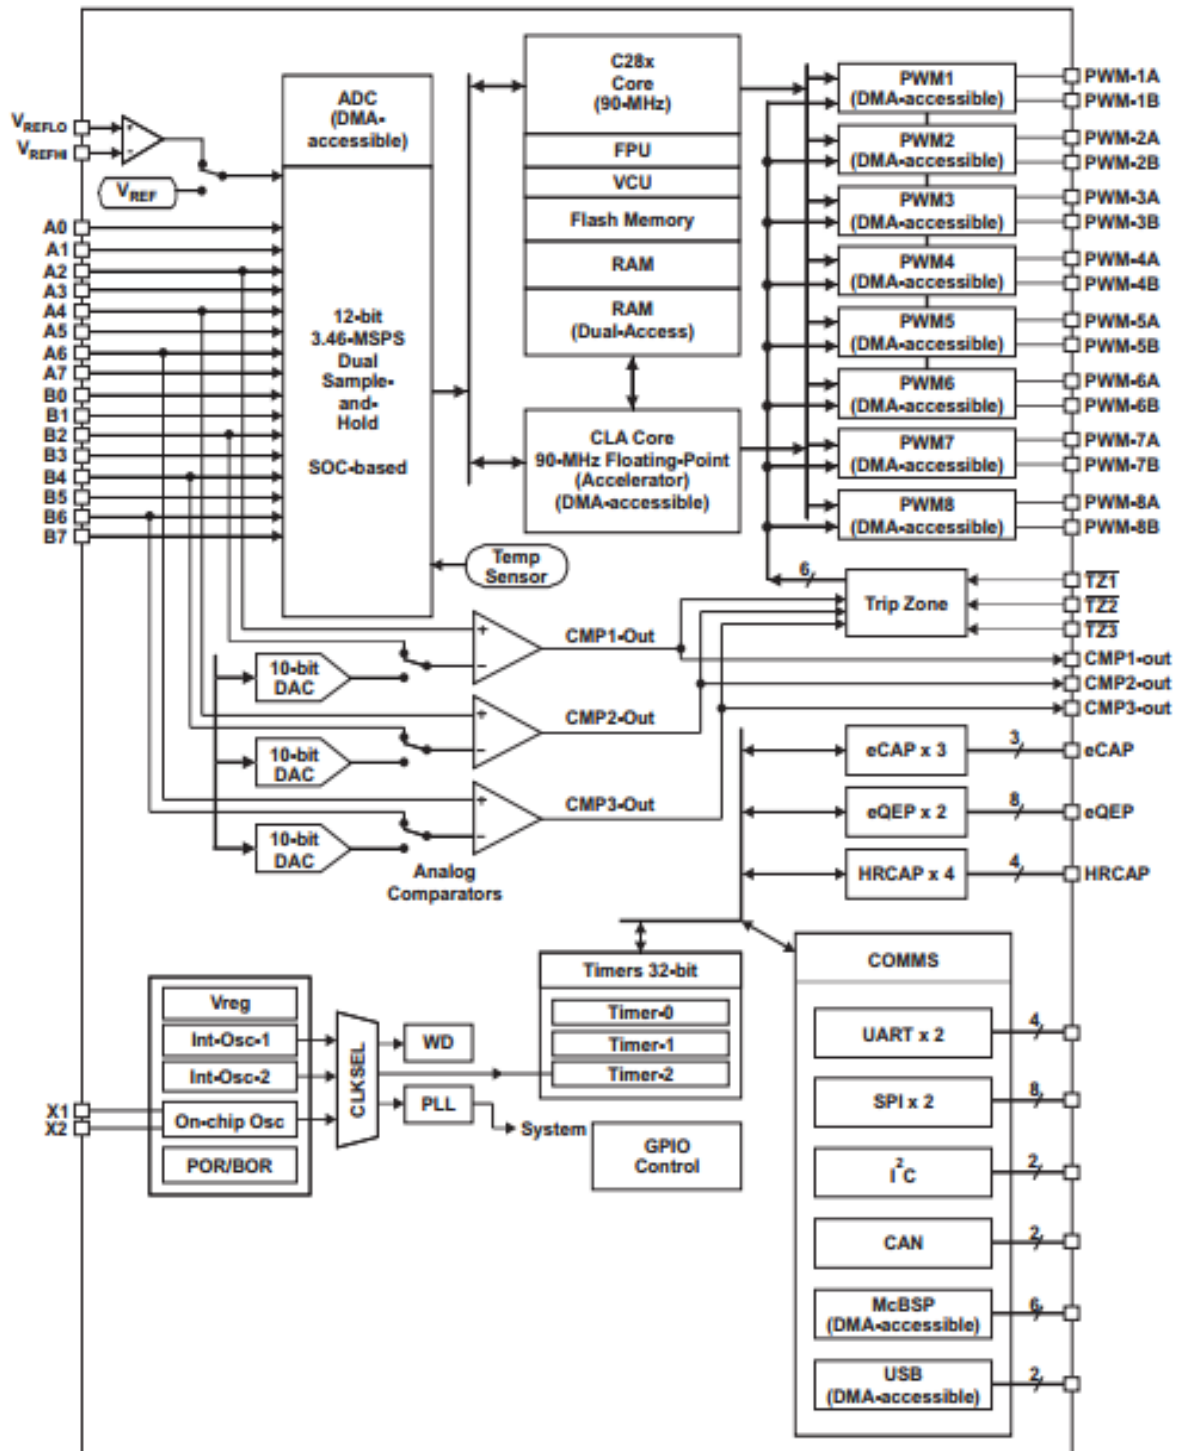 V_REFLO
V_REFHI
V_REF
A0
A1
A2
A3
A4
A5
A6
A7
B0
B1
B2
B3
B4
B5
B6
B7
ADC
(DMA-
accessible)
12-bit
3.46-MSPS
Dual
Sample-
and-
Hold
SOC-based
Temp
Sensor
C28x
Core
(90-MHz)
FPU
VCU
Flash Memory
RAM
RAM
(Dual-Access)
CLA Core
90-MHz Floating-Point
(Accelerator)
(DMA-accessible)
PWM1
(DMA-accessible)
PWM2
(DMA-accessible)
PWM3
(DMA-accessible)
PWM4
(DMA-accessible)
PWM5
(DMA-accessible)
PWM6
(DMA-accessible)
PWM7
(DMA-accessible)
PWM8
(DMA-accessible)
PWM-1A
PWM-1B
PWM-2A
PWM-2B
PWM-3A
PWM-3B
PWM-4A
PWM-4B
PWM-5A
PWM-5B
PWM-6A
PWM-6B
PWM-7A
PWM-7B
PWM-8A
PWM-8B
6
Trip Zone
TZ1
TZ2
TZ3
CMP1-out
CMP2-out
CMP3-out
+
-
10-bit
DAC
CMP1-Out
10-bit
DAC
+
-
CMP2-Out
10-bit
DAC
+
-
CMP3-Out
+
-
Analog
Comparators
eCAP x 3
3
eCAP
eQEP x 2
8
eQEP
HRCAP x 4
4
HRCAP
Timers 32-bit
Timer-0
Timer-1
Timer-2
Vreg
Int-Osc-1
Int-Osc-2
On-chip Osc
POR/BOR
X1
X2
CLKSEL
WD
PLL
System
GPIO
Control
COMMS
UART x 2
4
SPI x 2
8
I²C
2
CAN
2
McBSP
(DMA-accessible)
6
USB
(DMA-accessible)
2